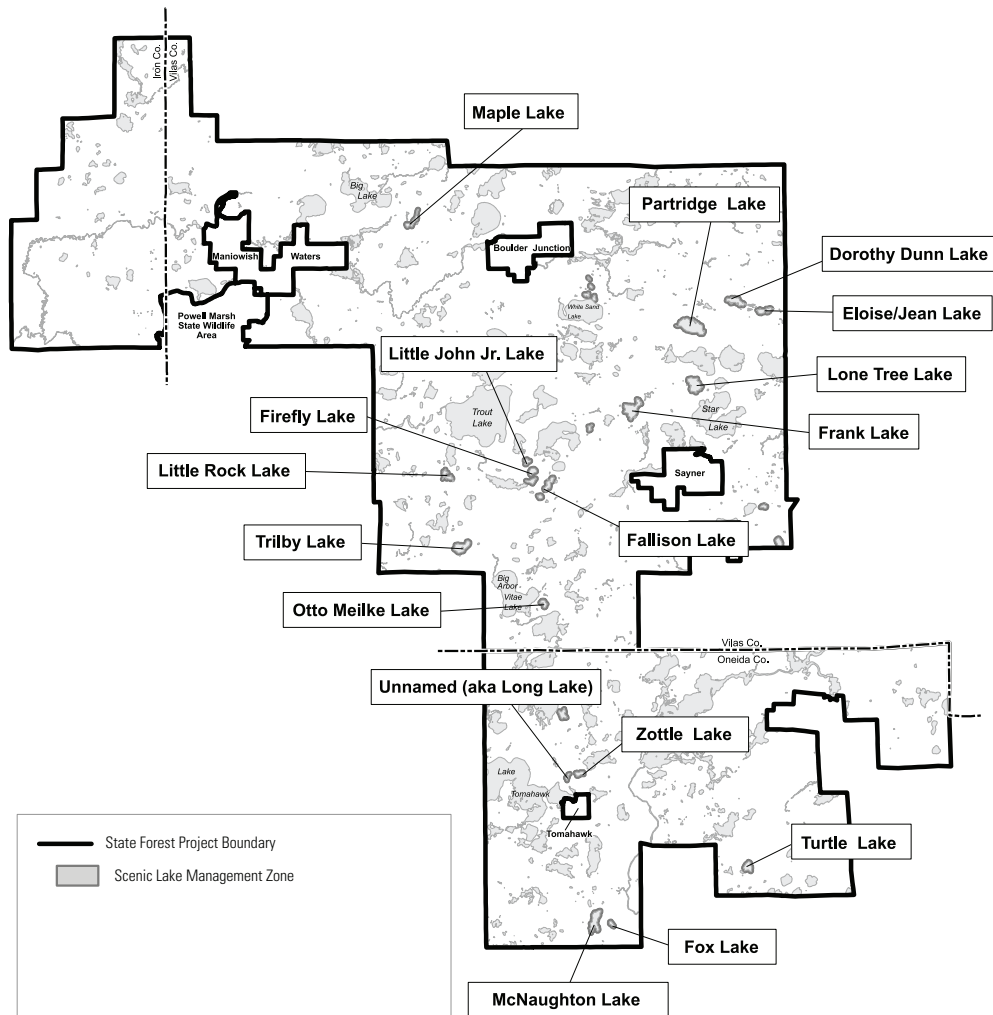 Iron Co.
Vilas Co.
Maple Lake
Big
Lake
Partridge Lake
Boulder Junction
Maniowish
Waters
Dorothy Dunn Lake
White Sand
Lake
Eloise/Jean Lake
Powell Marsh
State Wildlife
Area
Little John Jr. Lake
Lone Tree Lake
Firefly Lake
Trout
Lake
Star
Lake
Frank Lake
Little Rock Lake
Sayner
Trilby Lake
Fallison Lake
Big
Arbor
Vitae
Lake
Otto Meilke Lake
Vilas Co.
Oneida Co.
Unnamed (aka Long Lake)
Zottle Lake
Lake
Tomahawk
Tomahawk
State Forest Project Boundary
Turtle Lake
Scenic Lake Management Zone
Fox Lake
McNaughton Lake